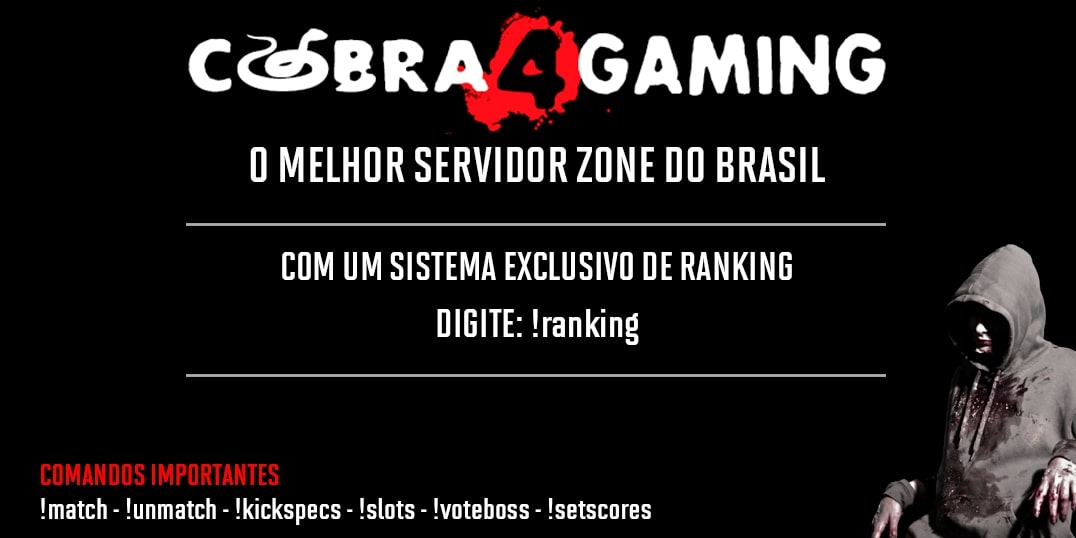 COBRA4GAMING
O MELHOR SERVIDOR ZONE DO BRASIL
COM UM SISTEMA EXCLUSIVO DE RANKING
DIGITE: !ranking
COMANDOS IMPORTANTES
!match - !unmatch - !kickspecs - !slots - !voteboss - !setscores